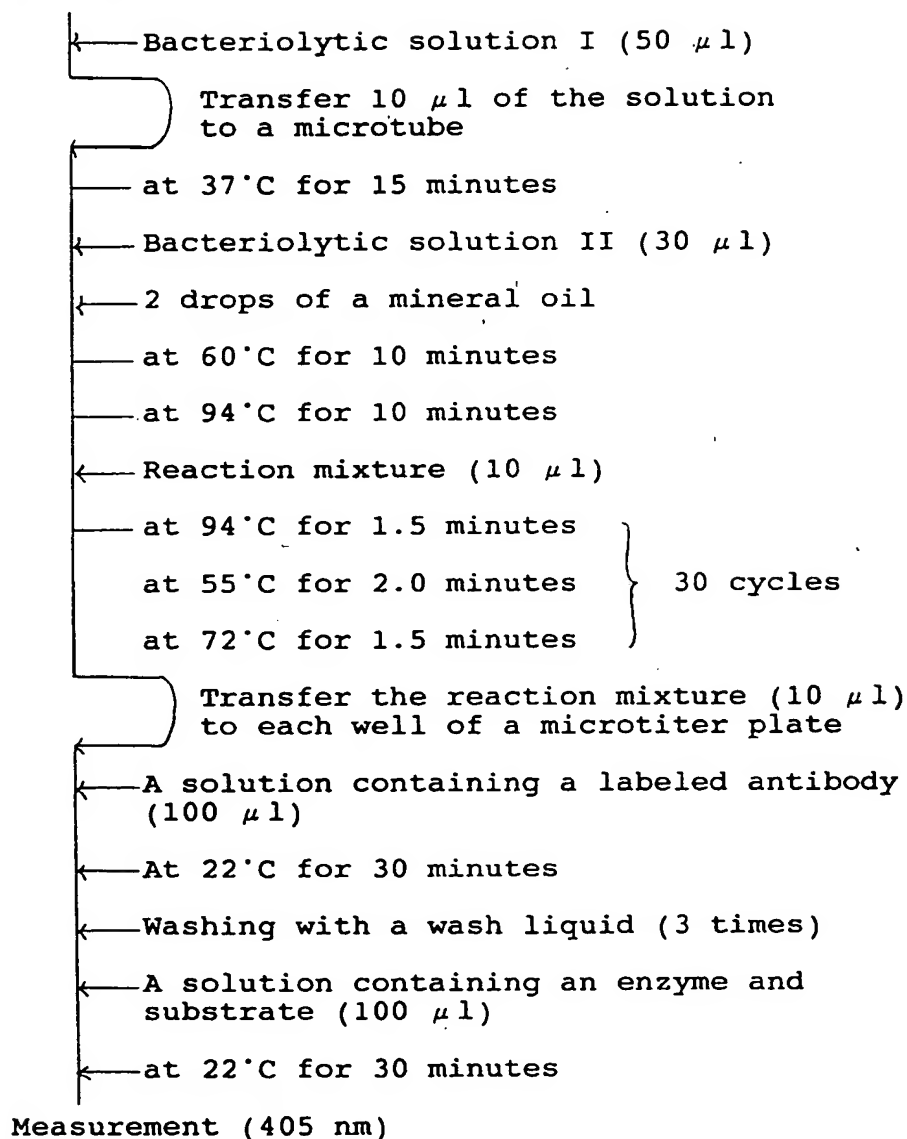 Bacteriolytic solution I (50 μl)
Transfer 10 μl of the solution
to a microtube
at 37°C for 15 minutes
Bacteriolytic solution II (30 μl)
2 drops of a mineral oil
at 60°C for 10 minutes
at 94°C for 10 minutes
Reaction mixture (10 μl)
at 94°C for 1.5 minutes
at 55°C for 2.0 minutes
30 cycles
at 72°C for 1.5 minutes
Transfer the reaction mixture (10 μl)
to each well of a microtiter plate
A solution containing a labeled antibody
(100 μl)
At 22°C for 30 minutes
Washing with a wash liquid (3 times)
A solution containing an enzyme and
substrate (100 μl)
at 22°C for 30 minutes
Measurement (405 nm)